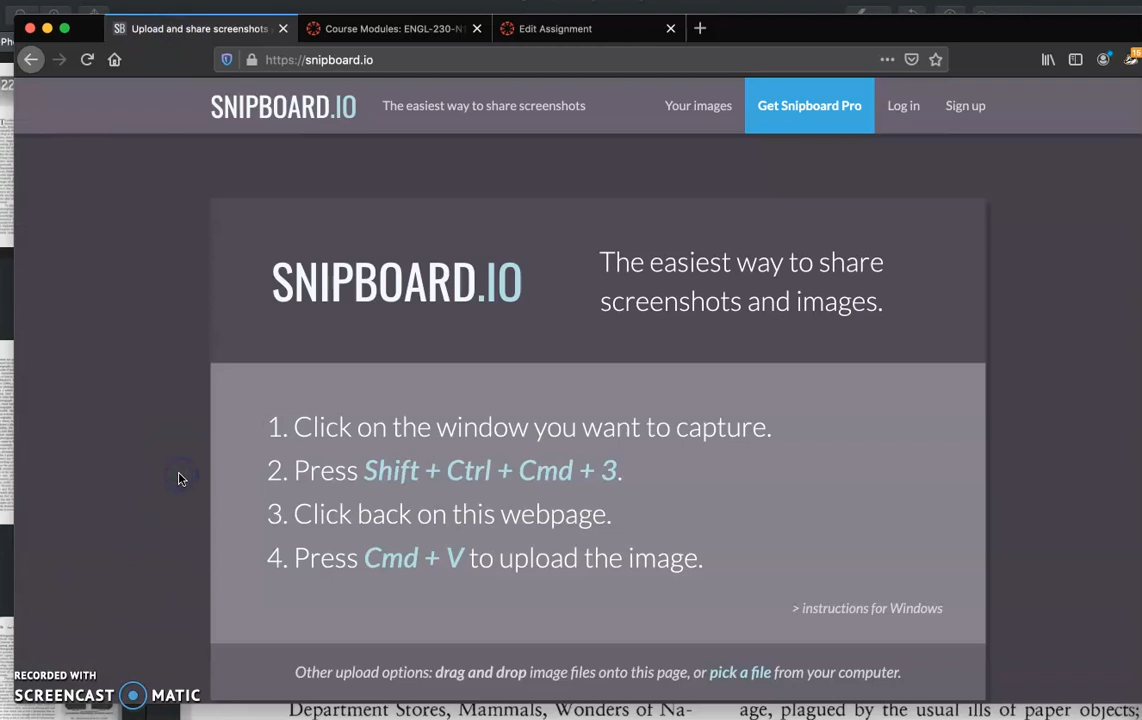 Upload and share screenshots
Course Modules: ENGL-230-N
Edit Assignment
https://snipboard.io
SNIPBOARD.IO The easiest way to share screenshots Your images Get Snipboard Pro Log in Sign up
SNIPBOARD.IO
The easiest way to share
screenshots and images.
1. Click on the window you want to capture.
2. Press Shift + Ctrl + Cmd + 3.
3. Click back on this webpage.
4. Press Cmd + V to upload the image.
> instructions for Windows
Other upload options: drag and drop image files onto this page, or pick a file from your computer.
RECORDED WITH
SCREENCAST MATIC
Department Stores, Mammals, Wonders of Na- age, plagued by the usual ills of paper objects: